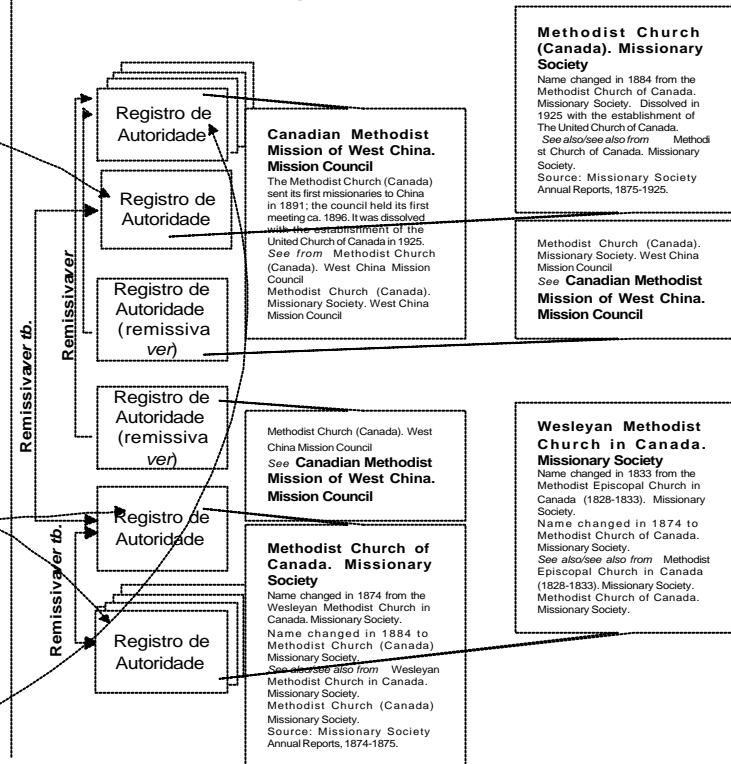 Registro de
Autoridade
Registro de
Autoridade
Registro de
Autoridade
(remissiva
ver)
Registro de
Autoridade
(remissiva
ver)
Registro de
Autoridade
Registro de
Autoridade
Remissivaver tb.
Remissivaver
Remissivaver tb.
Canadian Methodist
Mission of West China.
Mission Council
The Methodist Church (Canada)
sent its first missionaries to China
in 1891; the council held its first
meeting ca. 1896. It was dissolved
with the establishment of the
United Church of Canada in 1925.
See from Methodist Church
(Canada). West China Mission
Council
Methodist Church (Canada).
Missionary Society. West China
Mission Council
Methodist Church (Canada). West
China Mission Council
See Canadian Methodist
Mission of West China.
Mission Council
Methodist Church of
Canada. Missionary
Society
Name changed in 1874 from the
Wesleyan Methodist Church in
Canada. Missionary Society.
Name changed in 1884 to
Methodist Church (Canada)
Missionary Society.
See also/see also from Wesleyan
Methodist Church in Canada.
Missionary Society.
Methodist Church (Canada)
Missionary Society.
Source: Missionary Society
Annual Reports, 1874-1875.
Methodist Church
(Canada). Missionary
Society
Name changed in 1884 from the
Methodist Church of Canada.
Missionary Society. Dissolved in
1925 with the establishment of
The United Church of Canada.
See also/see also from Methodi
st Church of Canada. Missionary
Society.
Source: Missionary Society
Annual Reports, 1875-1925.
Methodist Church (Canada).
Missionary Society. West China
Mission Council
See Canadian Methodist
Mission of West China.
Mission Council
Wesleyan Methodist
Church in Canada.
Missionary Society
Name changed in 1833 from the
Methodist Episcopal Church in
Canada (1828-1833). Missionary
Society.
Name changed in 1874 to
Methodist Church of Canada.
Missionary Society.
See also/see also from Methodist
Episcopal Church in Canada
(1828-1833). Missionary Society.
Methodist Church of Canada.
Missionary Society.